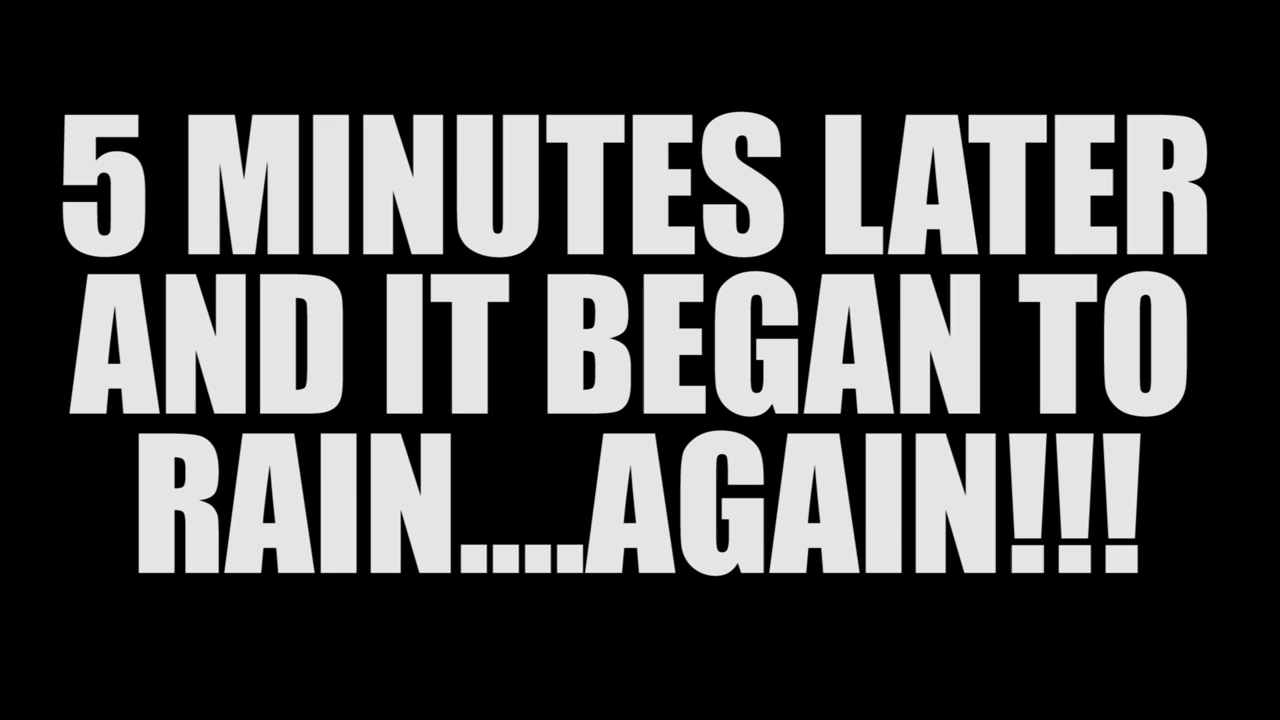 5 MINUTES LATER
AND IT BEGAN TO
RAIN....AGAIN!!!